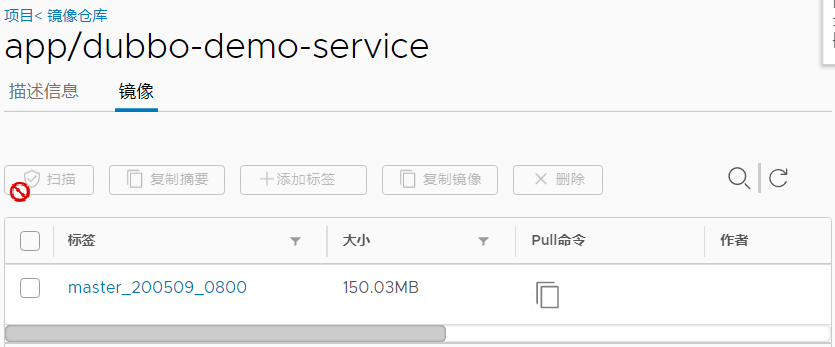 项目< 镜像仓库
app/dubbo-demo-service
描述信息 镜像
扫描 复制摘要 添加标签 复制镜像 删除
标签 大小 Pull命令 作者
master_200509_0800 150.03MB